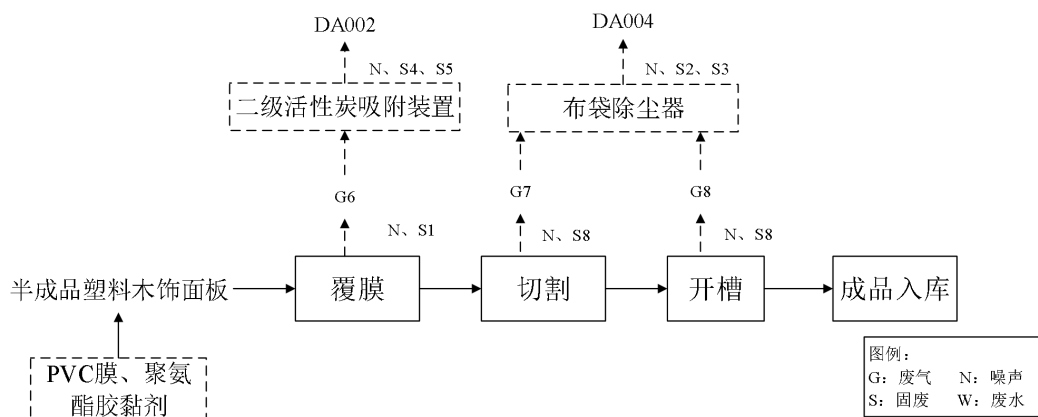 DA002
DA004
N、S4、S5
N、S2、S3
二级活性炭吸附装置
布袋除尘器
G6
G7
G8
N、S1
N、S8
N、S8
半成品塑料木饰面板
覆膜
切割
开槽
成品入库
PVC膜、聚氨
酯胶黏剂
图例：
G：废气 N：噪声
S：固废 W：废水